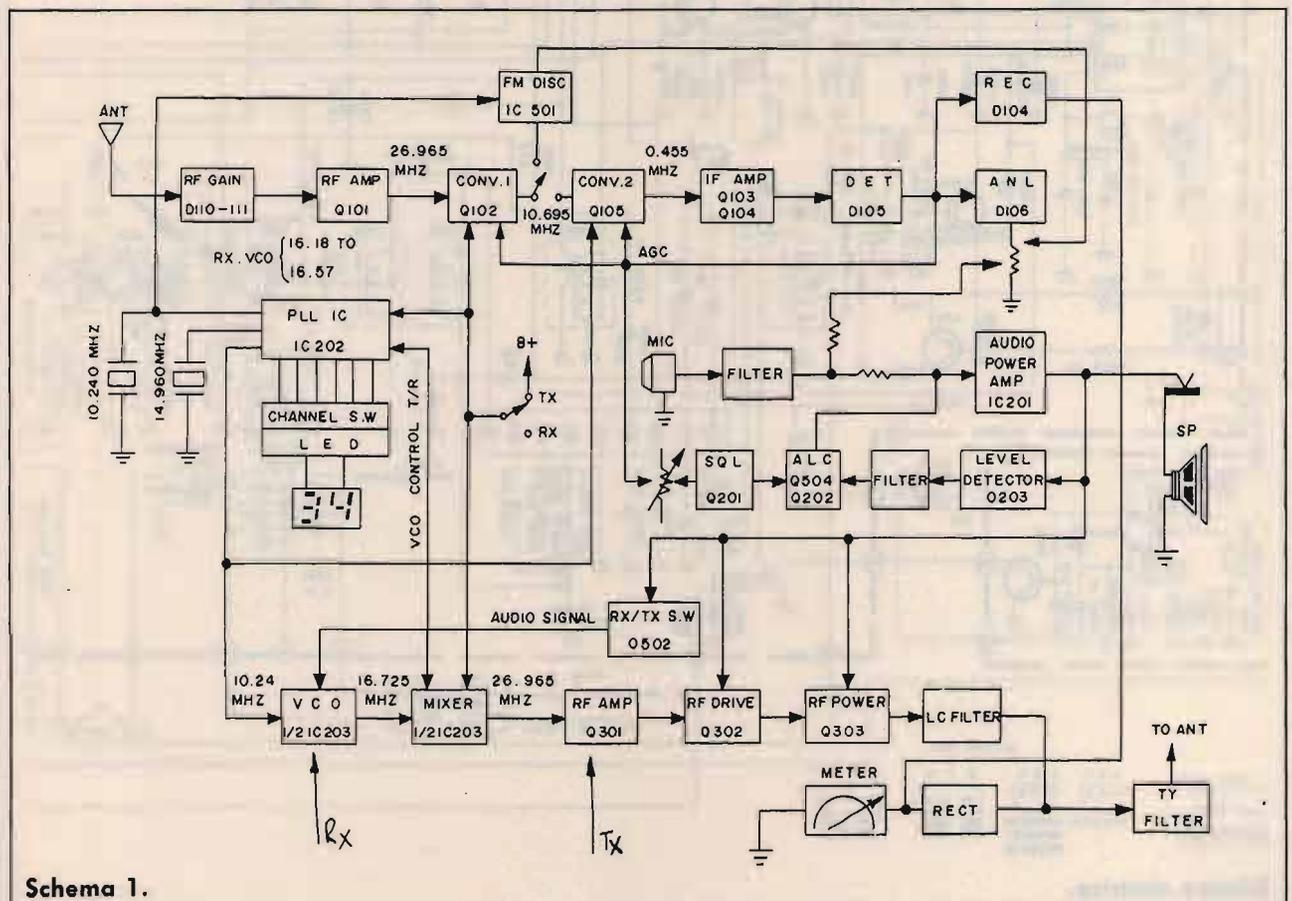 FM DISC
IC 501
REC
D104
ANT
RF GAIN
D110-111
RF AMP
Q101
26.965
MHZ
CONV.1
Q102
10.695
MHZ
CONV.2
Q105
0.455
MHZ
IF AMP
Q103
Q104
DET
D105
ANL
D106
AGC
RX.VCO { 16.18 TO
16.57
PLL IC
IC202
10.240 MHZ
14.960MHZ
CHANNEL S.W
LED
34
VCO CONTROL T/R
B+
TX
RX
MIC
FILTER
AUDIO
POWER
AMP
IC201
SP
SQL
Q201
ALC
Q504
Q202
FILTER
LEVEL
DETECTOR
Q203
AUDIO SIGNAL
RX/TX S.W
Q502
10.24
MHZ
VCO
1/2IC203
16.725
MHZ
MIXER
1/2IC203
26.965
MHZ
RF AMP
Q301
RF DRIVE
Q302
RF POWER
Q303
LC FILTER
TO ANT
METER
RECT
TY
FILTER
Rx
Tx
Schema 1.